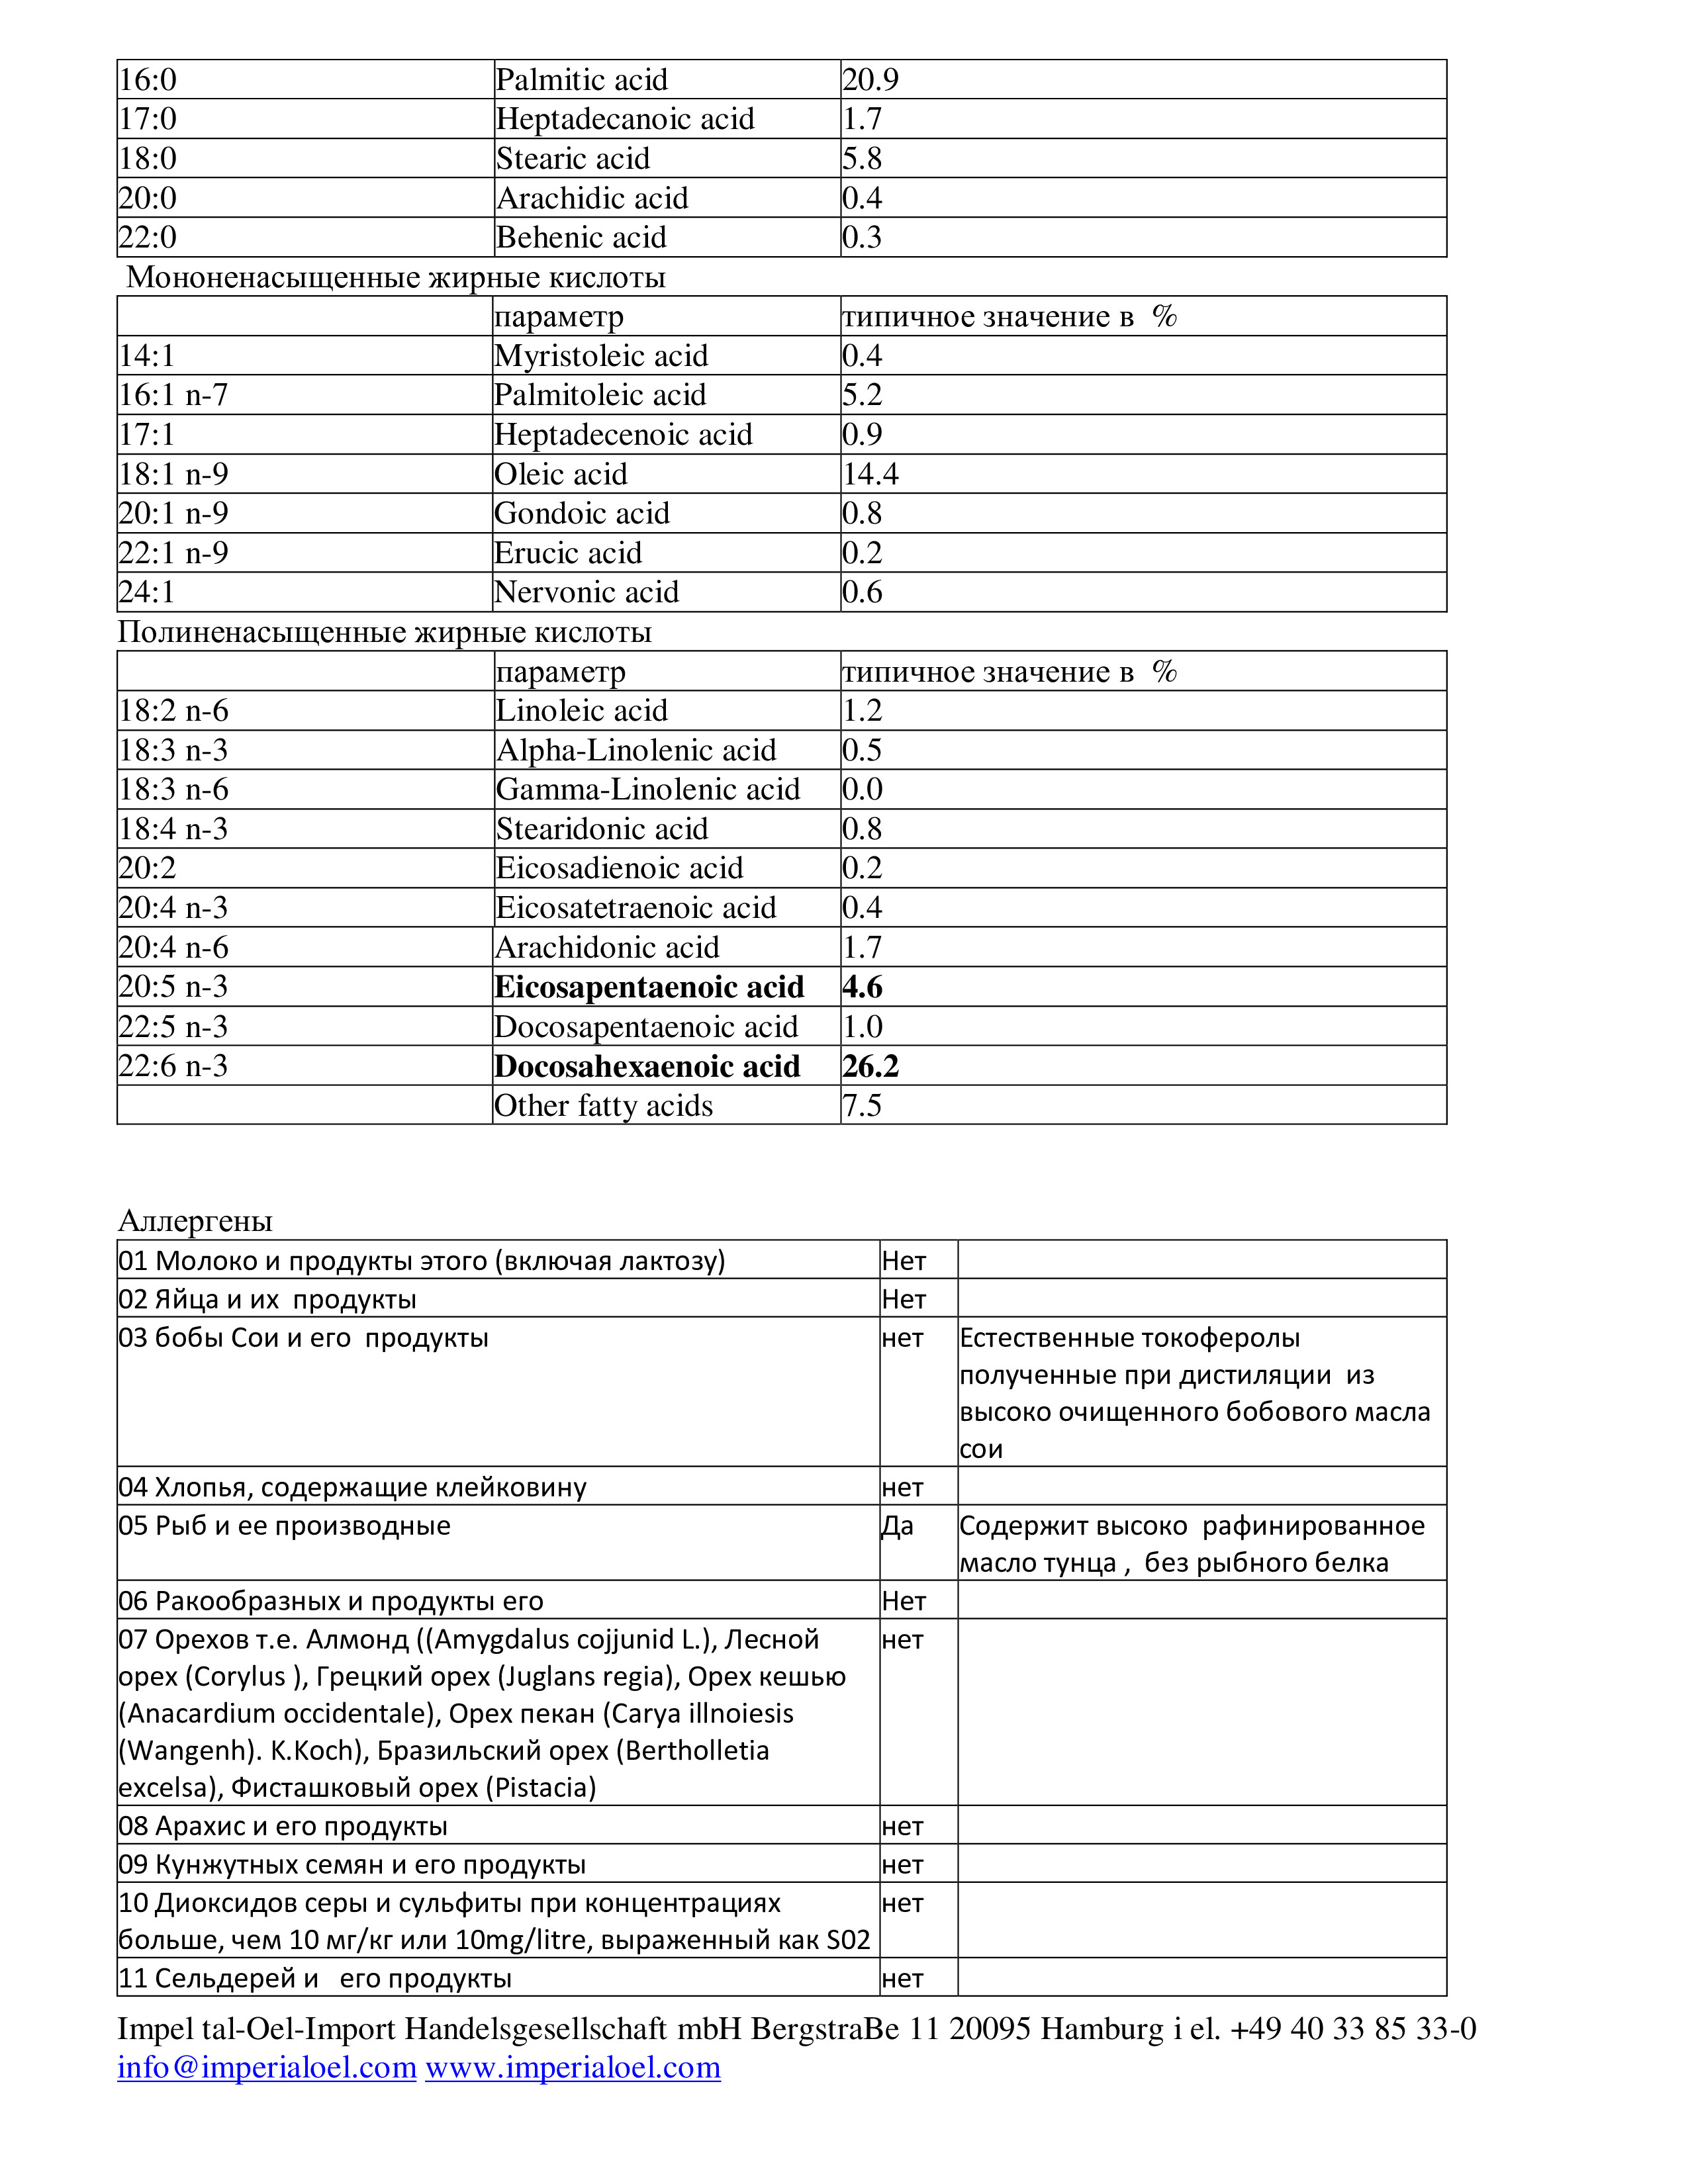 16:0 Palmitic acid 20.9
17:0 Heptadecanoic acid 1.7
18:0 Stearic acid 5.8
20:0 Arachidic acid 0.4
22:0 Behenic acid 0.3
Мононенасыщенные жирные кислоты
параметр типичное значение в %
14:1 Myristoleic acid 0.4
16:1 n-7 Palmitoleic acid 5.2
17:1 Heptadecenoic acid 0.9
18:1 n-9 Oleic acid 14.4
20:1 n-9 Gondoic acid 0.8
22:1 n-9 Erucic acid 0.2
24:1 Nervonic acid 0.6
Полиненасыщенные жирные кислоты
параметр типичное значение в %
18:2 n-6 Linoleic acid 1.2
18:3 n-3 Alpha-Linolenic acid 0.5
18:3 n-6 Gamma-Linolenic acid 0.0
18:4 n-3 Stearidonic acid 0.8
20:2 Eicosadienoic acid 0.2
20:4 n-3 Eicosatetraenoic acid 0.4
20:4 n-6 Arachidonic acid 1.7
20:5 n-3 Eicosapentaenoic acid 4.6
22:5 n-3 Docosapentaenoic acid 1.0
22:6 n-3 Docosahexaenoic acid 26.2
Other fatty acids 7.5
Аллергены
01 Молоко и продукты этого (включая лактозу) Нет
02 Яйца и их продукты Нет
03 бобы Сои и его продукты нет Естественные токоферолы
полученные при дистиляции из
высоко очищенного бобового масла
сои
04 Хлопья, содержащие клейковину нет
05 Рыб и ее производные Да Содержит высоко рафинированное
масло тунца , без рыбного белка
06 Ракообразных и продукты его Нет
07 Орехов т.е. Алмонд ((Amygdalus cojjunid L.), Лесной нет
орех (Corylus ), Грецкий орех (Juglans regia), Орех кешью
(Anacardium occidentale), Орех пекан (Carya illnoiesis
(Wangenh). K.Koch), Бразильский орех (Bertholletia
excelsa), Фисташковый орех (Pistacia)
08 Арахис и его продукты нет
09 Кунжутных семян и его продукты нет
10 Диоксидов серы и сульфиты при концентрациях нет
больше, чем 10 мг/кг или 10mg/litre, выраженный как S02
11 Сельдерей и его продукты нет
Impel tal-Oel-Import Handelsgesellschaft mbH BergstraBe 11 20095 Hamburg i el. +49 40 33 85 33-0
info@imperialoel.com www.imperialoel.com